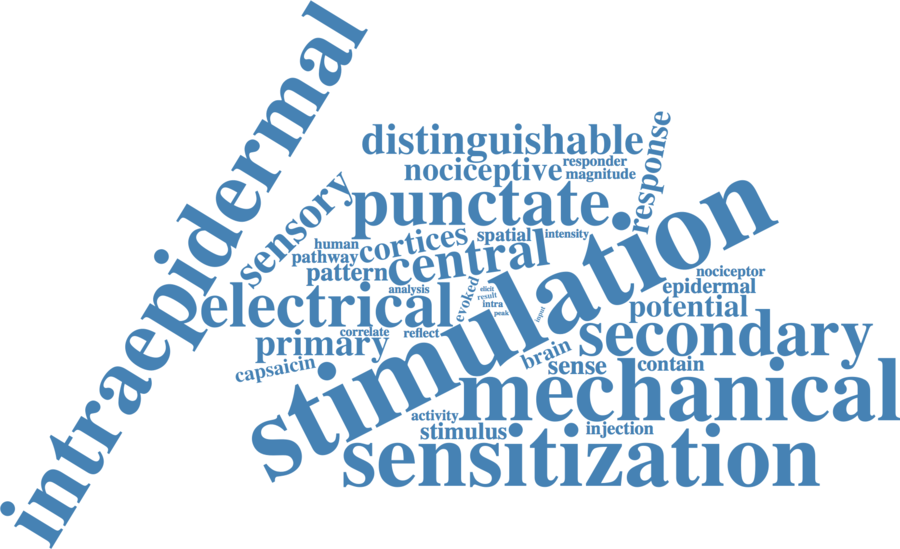 intraepidermal
distinguishable
response
responder
nociceptive
magnitude
sensory
punctate
stimulation
human
cortices
spatial
intensity
pathway
central
pattern
nociceptor
analysis
evoked
elicit
epidermal
electrical
result
intra
potential
peak
input
correlate
reflect
secondary
primary
brain
capsaicin
sense
contain
mechanical
activity
stimulus
injection
sensitization